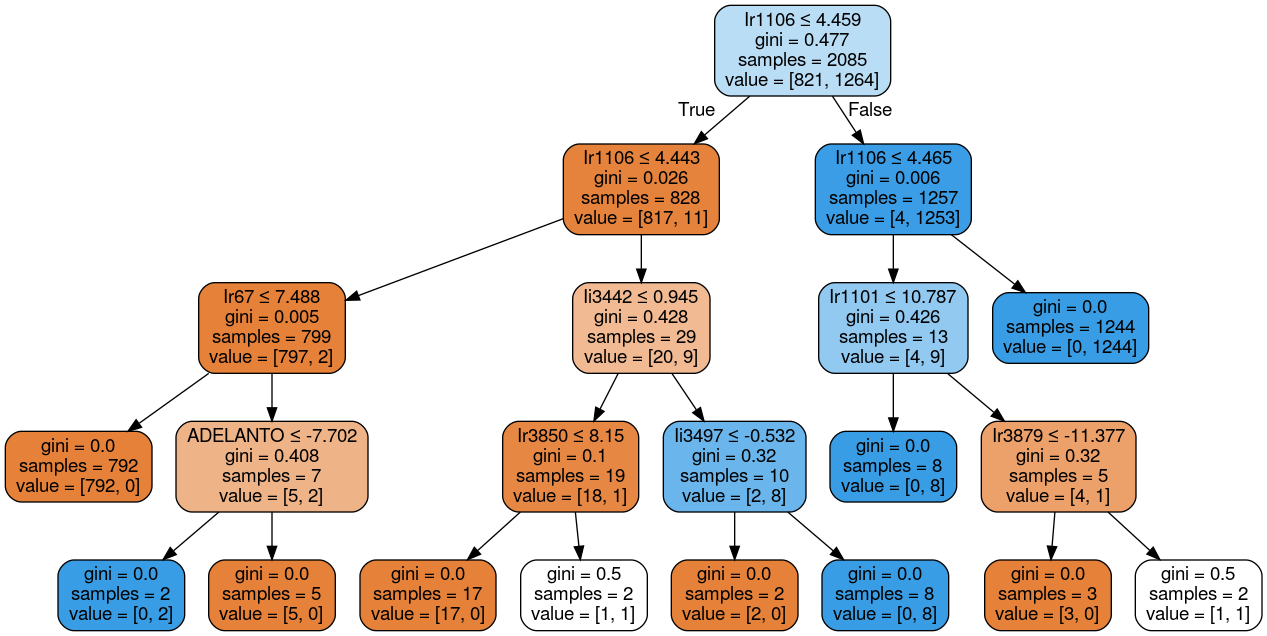 lr1106 ≤ 4.459
gini = 0.477
samples = 2085
value = [821, 1264]
True
False
lr1106 ≤ 4.443
gini = 0.026
samples = 828
value = [817, 11]
lr1106 ≤ 4.465
gini = 0.006
samples = 1257
value = [4, 1253]
lr67 ≤ 7.488
gini = 0.005
samples = 799
value = [797, 2]
li3442 ≤ 0.945
gini = 0.428
samples = 29
value = [20, 9]
lr1101 ≤ 10.787
gini = 0.426
samples = 13
value = [4, 9]
gini = 0.0
samples = 1244
value = [0, 1244]
gini = 0.0
samples = 792
value = [792, 0]
ADELANTO ≤ -7.702
gini = 0.408
samples = 7
value = [5, 2]
lr3850 ≤ 8.15
gini = 0.1
samples = 19
value = [18, 1]
li3497 ≤ -0.532
gini = 0.32
samples = 10
value = [2, 8]
gini = 0.0
samples = 8
value = [0, 8]
lr3879 ≤ -11.377
gini = 0.32
samples = 5
value = [4, 1]
gini = 0.0
samples = 2
value = [0, 2]
gini = 0.0
samples = 5
value = [5, 0]
gini = 0.0
samples = 17
value = [17, 0]
gini = 0.5
samples = 2
value = [1, 1]
gini = 0.0
samples = 2
value = [2, 0]
gini = 0.0
samples = 8
value = [0, 8]
gini = 0.0
samples = 3
value = [3, 0]
gini = 0.5
samples = 2
value = [1, 1]